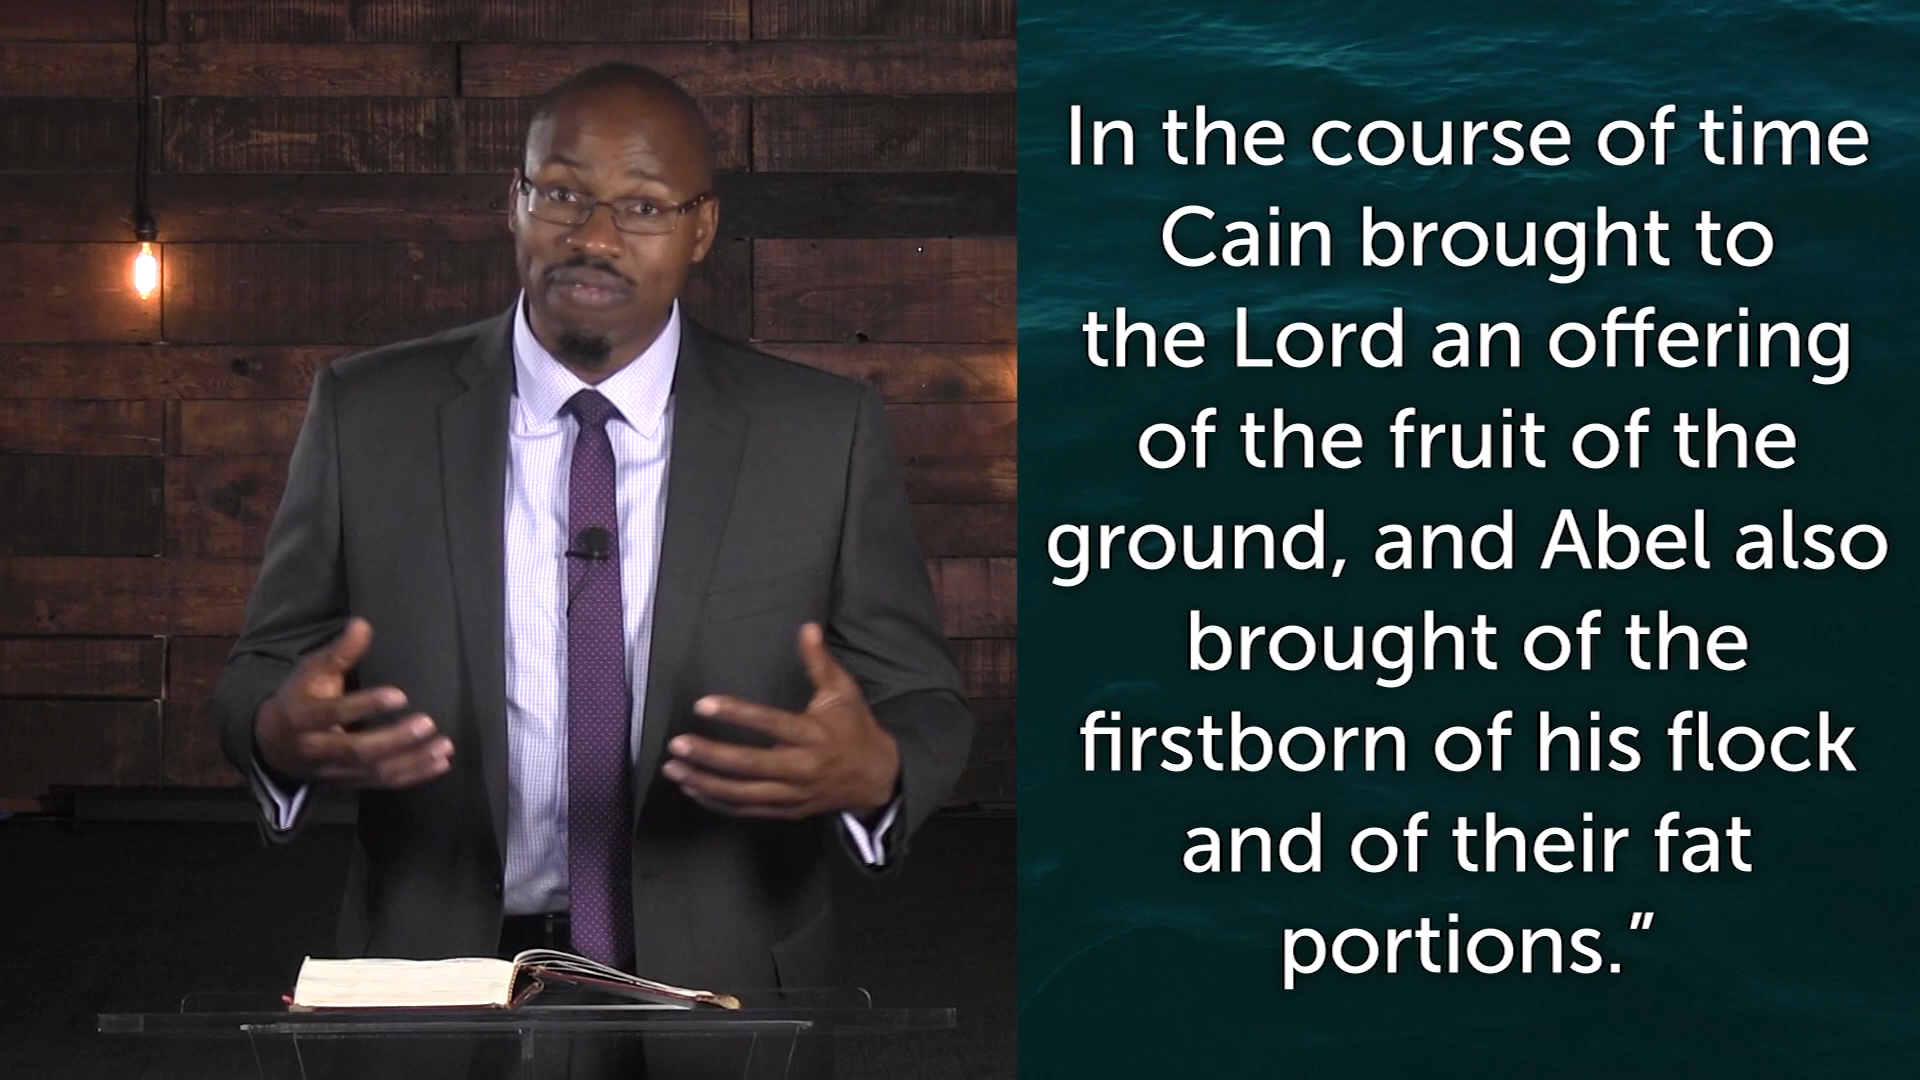 In the course of time
Cain brought to
the Lord an offering
of the fruit of the
ground, and Abel also
brought of the
firstborn of his flock
and of their fat
portions.”